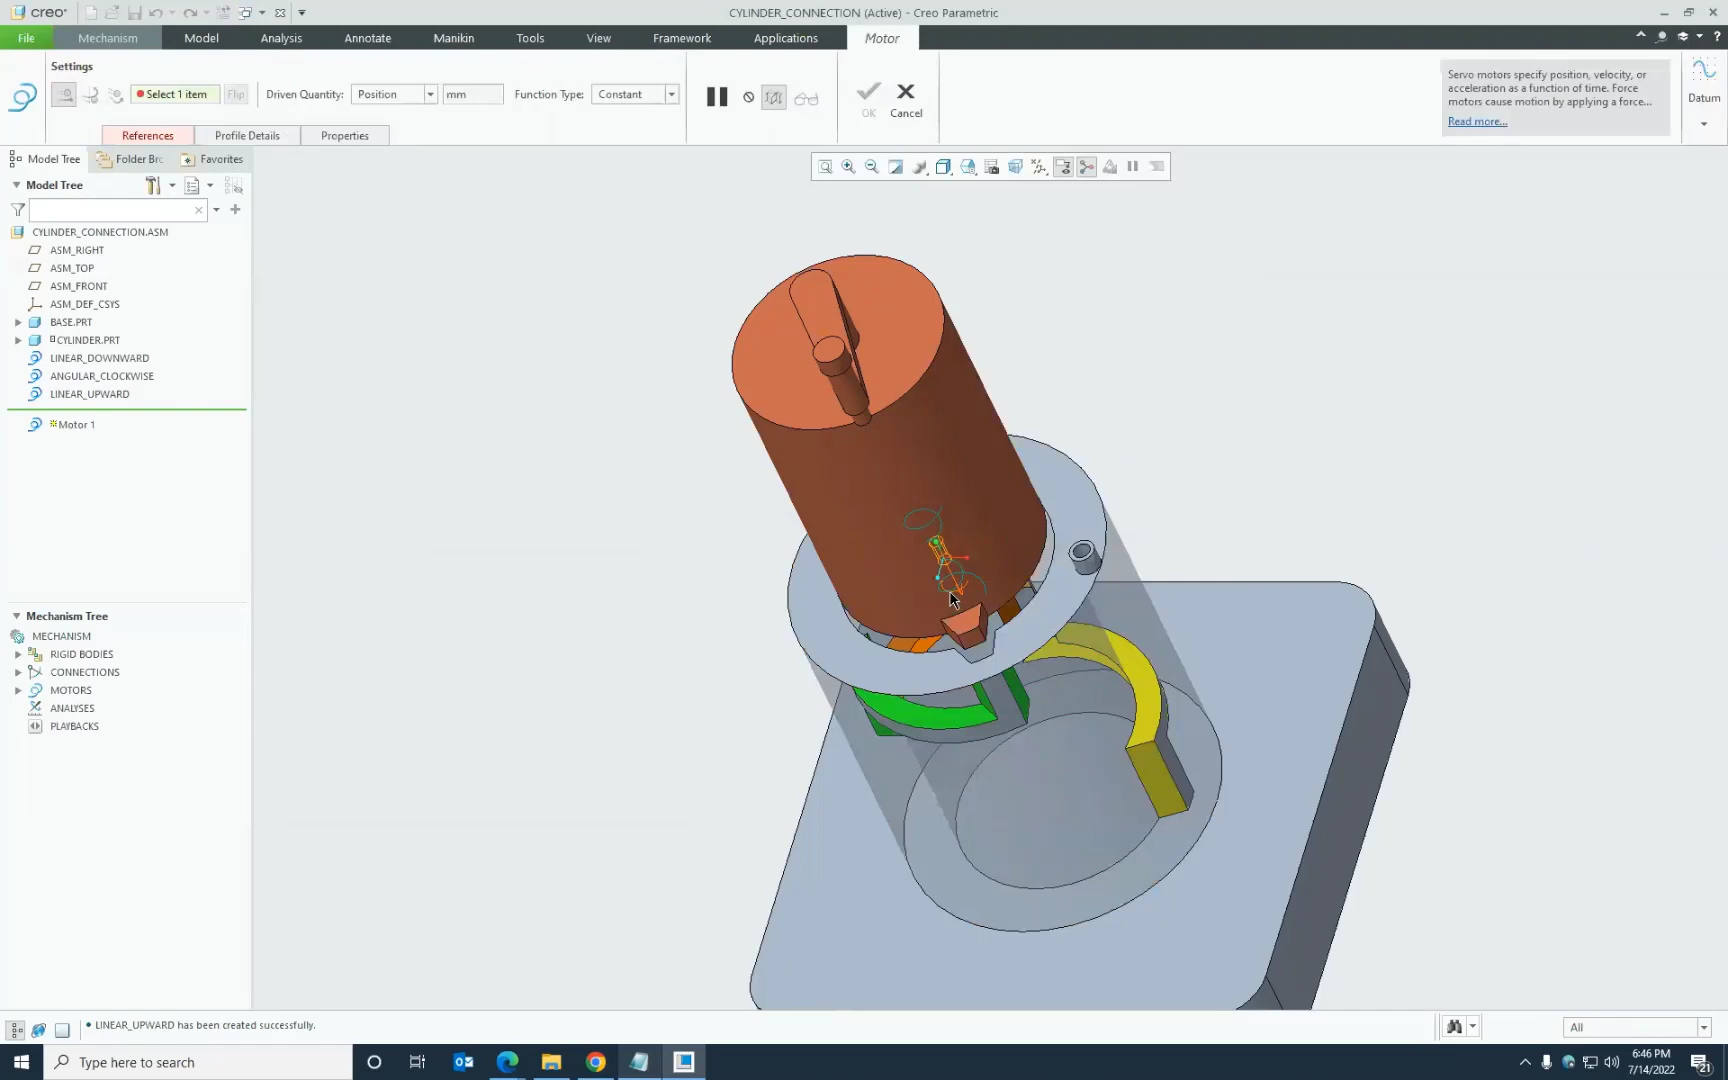 creo
CYLINDER_CONNECTION (Active) - Creo Parametric
File
Mechanism
Model
Analysis
Annotate
Manikin
Tools
View
Framework
Applications
Motor
Settings
Select 1 item
Flip
Driven Quantity:
Position
mm
Function Type:
Constant
OK
Cancel
References
Profile Details
Properties
Servo motors specify position, velocity, or
acceleration as a function of time. Force
motors cause motion by applying a force...
Read more...
Datum
Model Tree
Folder Brc
Favorites
Model Tree
CYLINDER_CONNECTION.ASM
ASM_RIGHT
ASM_TOP
ASM_FRONT
ASM_DEF_CSYS
BASE.PRT
CYLINDER.PRT
LINEAR_DOWNWARD
ANGULAR_CLOCKWISE
LINEAR_UPWARD
Motor 1
Mechanism Tree
MECHANISM
RIGID BODIES
CONNECTIONS
MOTORS
ANALYSES
PLAYBACKS
• LINEAR_UPWARD has been created successfully.
All
Type here to search
6:46 PM
7/14/2022
21